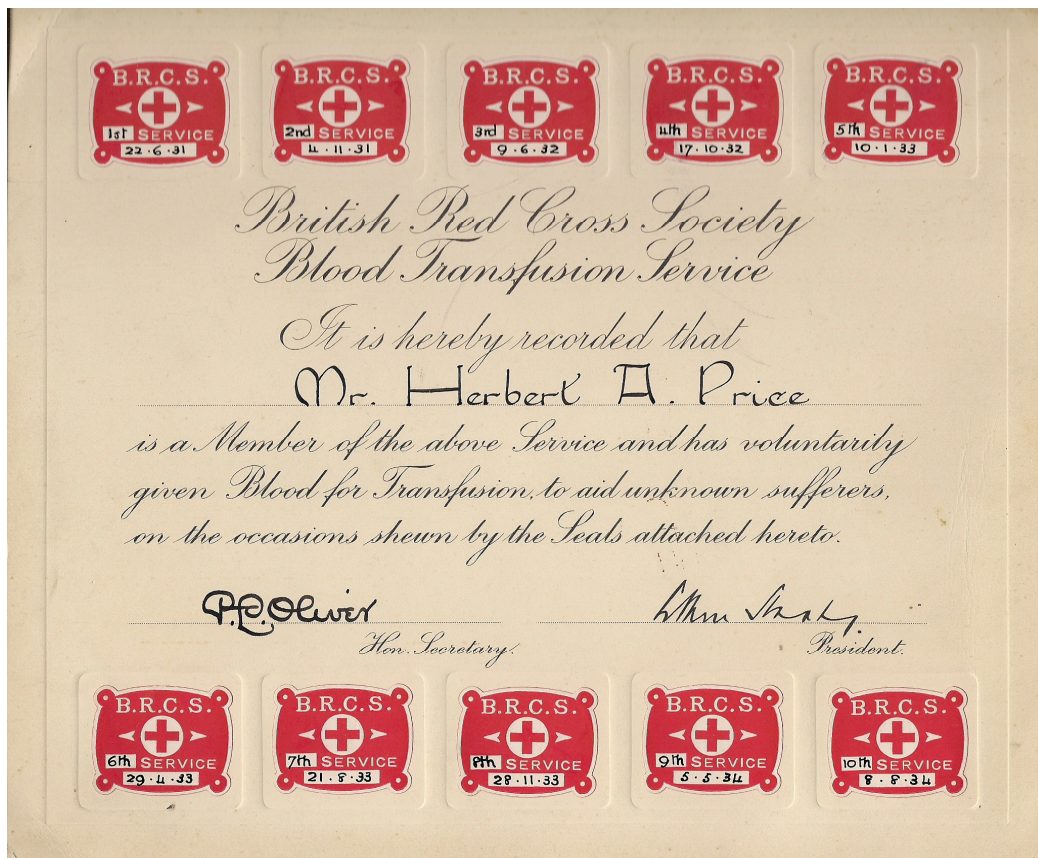 B.R.C.S. B.R.C.S. B.R.C.S. B.R.C.S. B.R.C.S.
1st SERVICE 2nd SERVICE 3rd SERVICE 4th SERVICE 5th SERVICE
22·6·31 4·11·31 9·6·32 17·10·32 10·1·33
British Red Cross Society
Blood Transfusion Service
It is hereby recorded that
Mr. Herbert A. Price
is a Member of the above Service and has voluntarily
given Blood for Transfusion, to aid unknown sufferers,
on the occasions shewn by the Seals attached hereto.
P.L. Oliver
Hon. Secretary. President.
B.R.C.S. B.R.C.S. B.R.C.S. B.R.C.S. B.R.C.S.
6th SERVICE 7th SERVICE 8th SERVICE 9th SERVICE 10th SERVICE
29·4·33 21·8·33 28·11·33 5·5·34 8·8·34